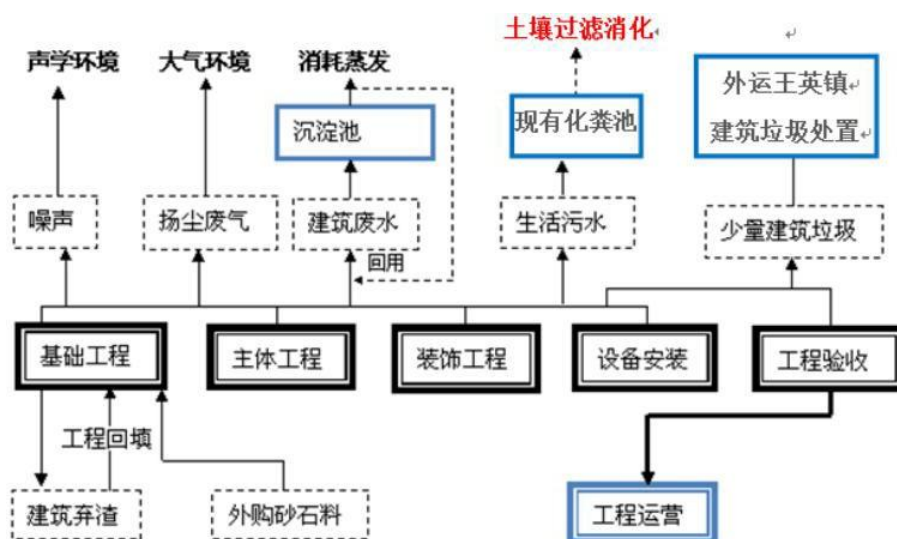 土壤过滤消化
声学环境
大气环境
消耗蒸发
沉淀池
现有化粪池
外运王英镇
建筑垃圾处置
噪声
扬尘废气
建筑废水
生活污水
少量建筑垃圾
回用
基础工程
主体工程
装饰工程
设备安装
工程验收
工程回填
建筑弃渣
外购砂石料
工程运营